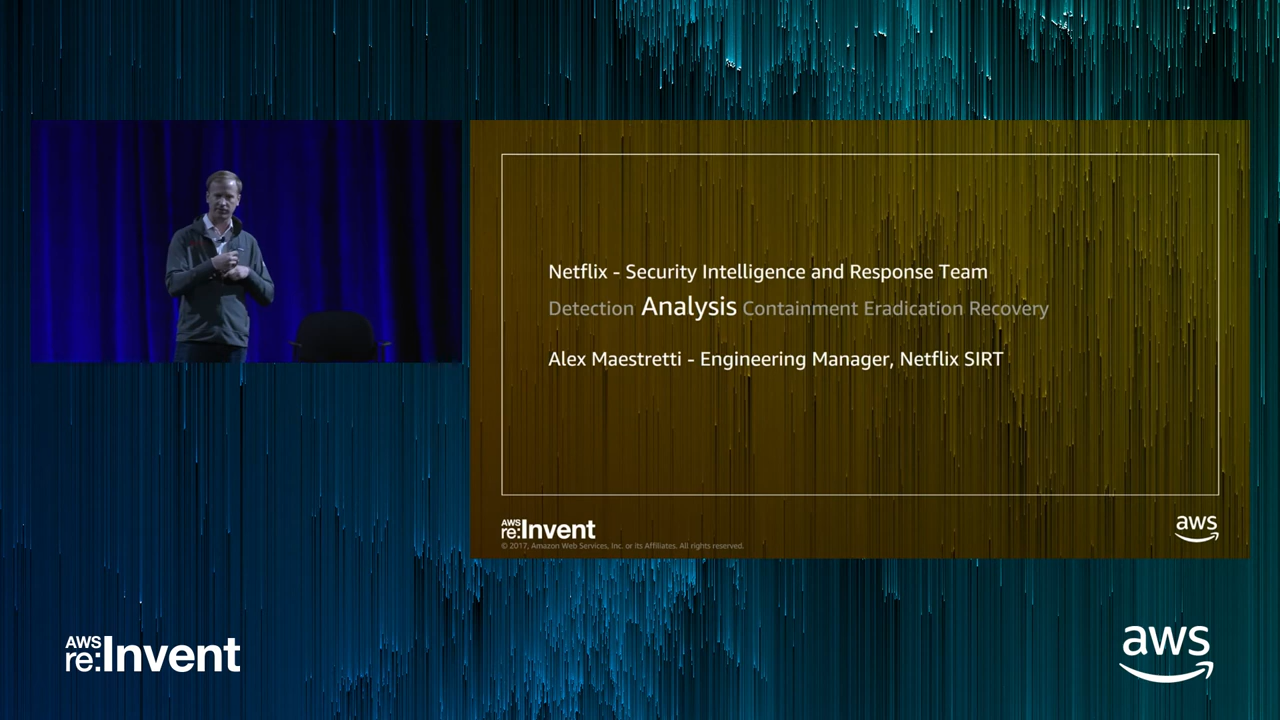 Netflix - Security Intelligence and Response Team
Detection Analysis Containment Eradication Recovery
Alex Maestretti - Engineering Manager, Netflix SIRT
AWS
re:Invent
© 2017, Amazon Web Services, Inc. or its Affiliates. All rights reserved.
aws
AWS
re:Invent
aws